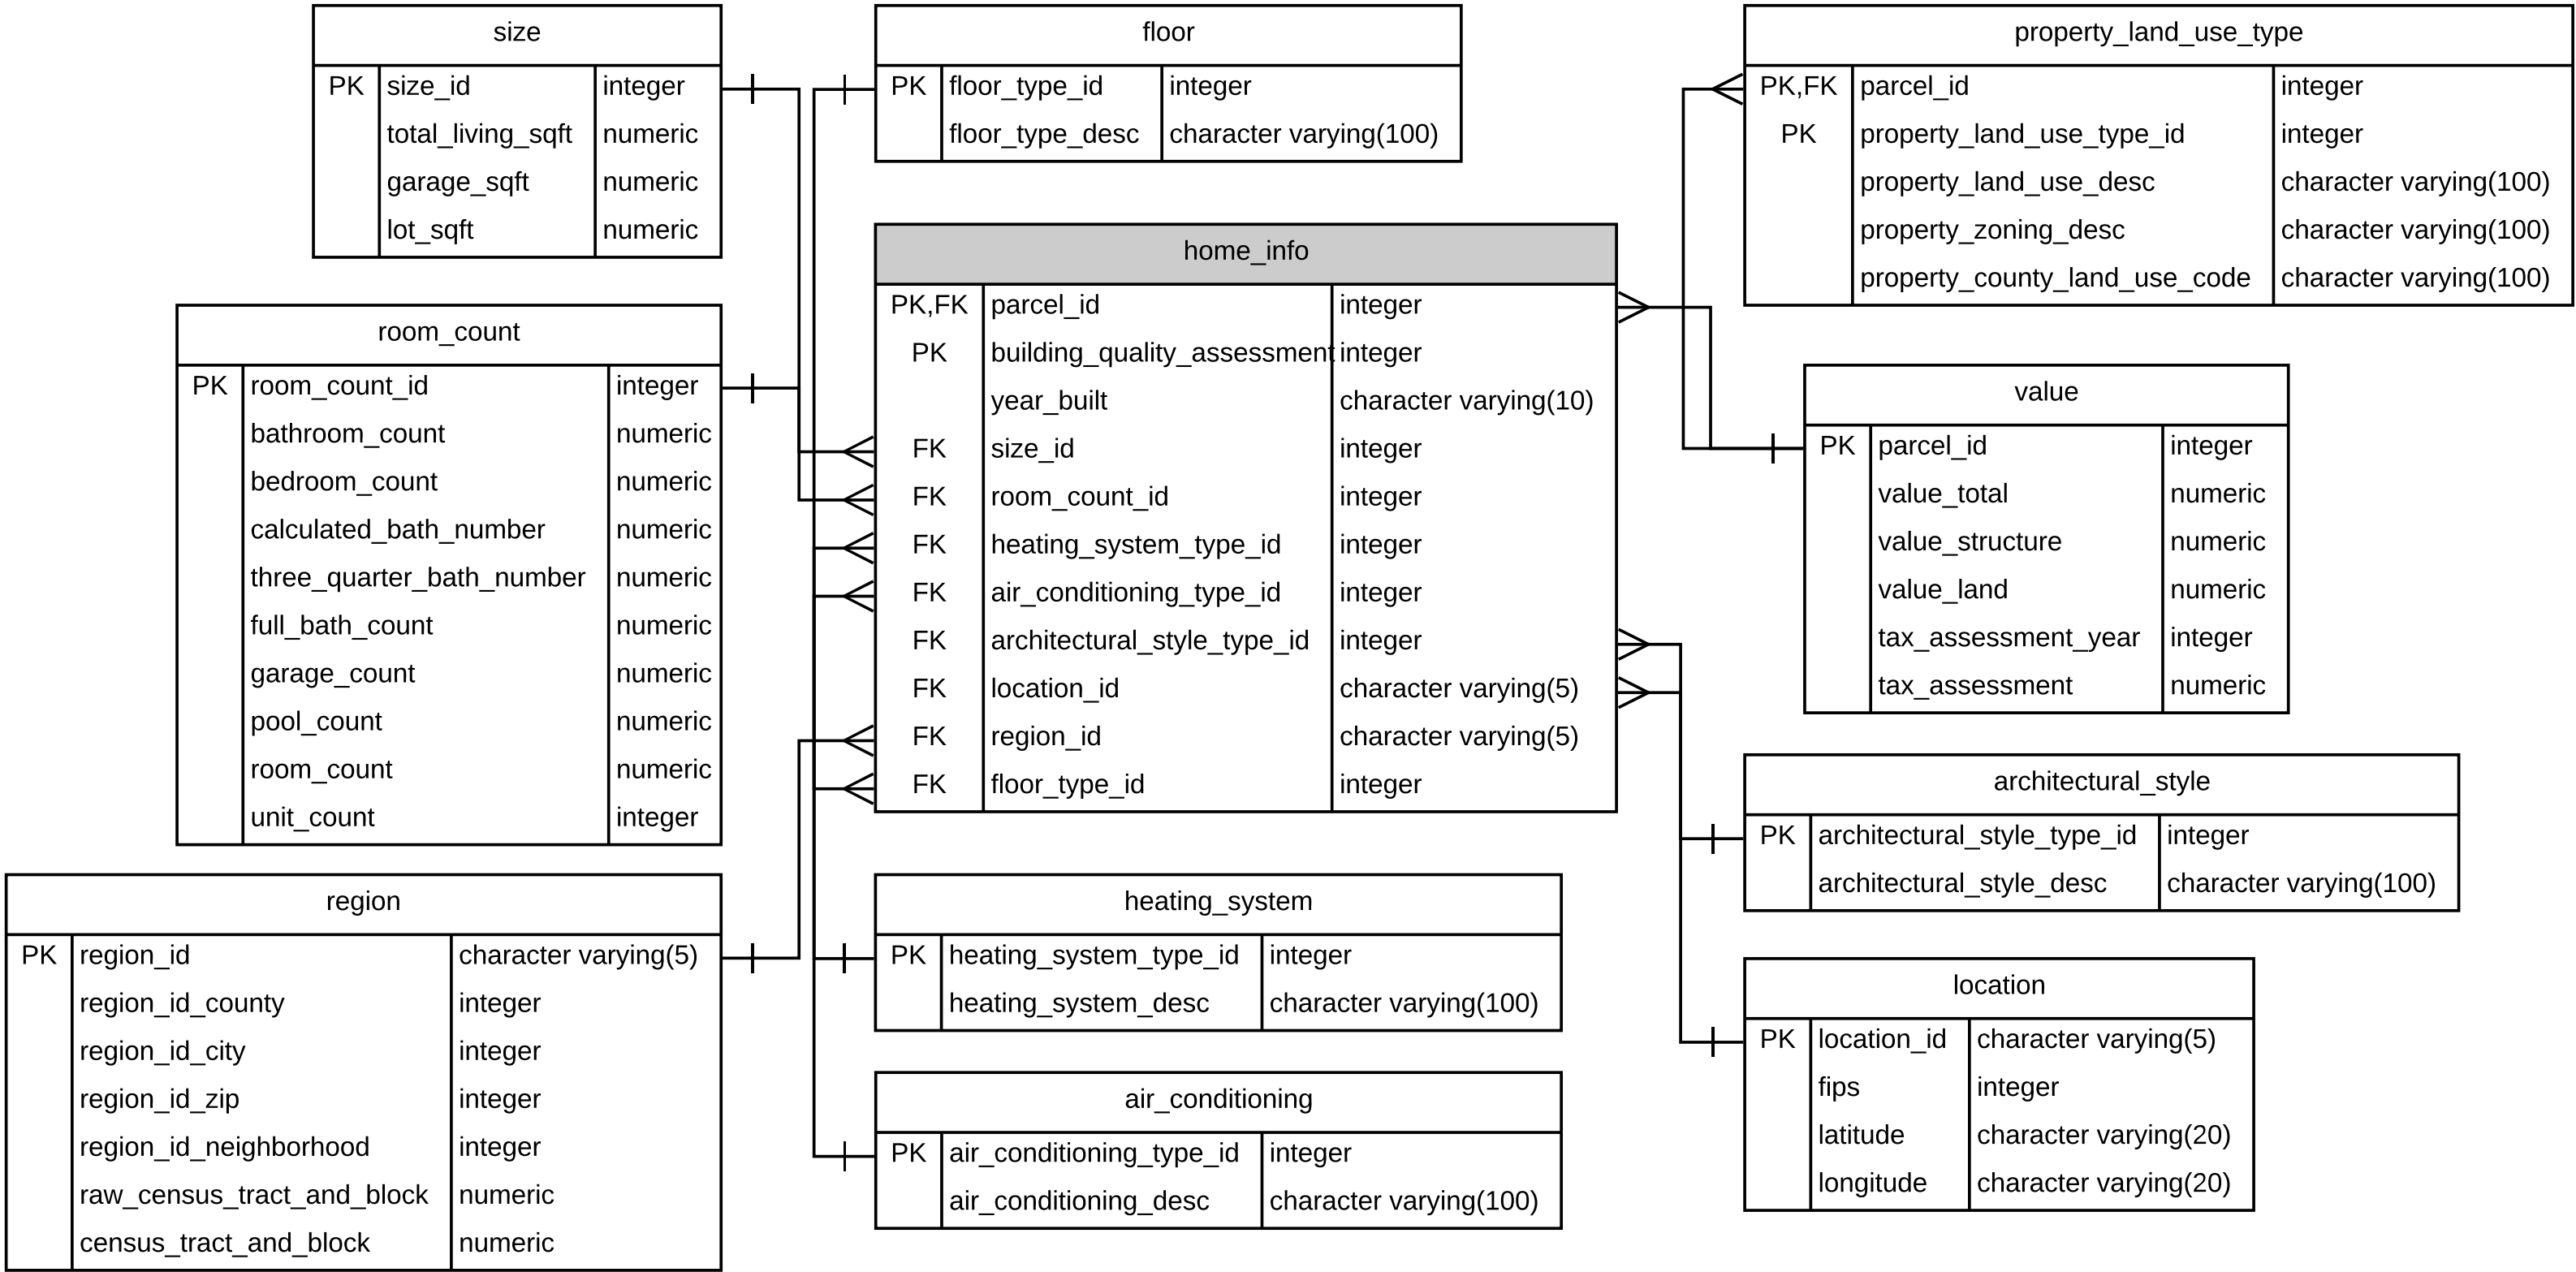 size
PK size_id integer
total_living_sqft numeric
garage_sqft numeric
lot_sqft numeric
floor
PK floor_type_id integer
floor_type_desc character varying(100)
property_land_use_type
PK,FK parcel_id integer
PK property_land_use_type_id integer
property_land_use_desc character varying(100)
property_zoning_desc character varying(100)
property_county_land_use_code character varying(100)
room_count
PK room_count_id integer
bathroom_count numeric
bedroom_count numeric
calculated_bath_number numeric
three_quarter_bath_number numeric
full_bath_count numeric
garage_count numeric
pool_count numeric
room_count numeric
unit_count integer
home_info
PK,FK parcel_id integer
PK building_quality_assessment integer
year_built character varying(10)
FK size_id integer
FK room_count_id integer
FK heating_system_type_id integer
FK air_conditioning_type_id integer
FK architectural_style_type_id integer
FK location_id character varying(5)
FK region_id character varying(5)
FK floor_type_id integer
value
PK parcel_id integer
value_total numeric
value_structure numeric
value_land numeric
tax_assessment_year integer
tax_assessment numeric
architectural_style
PK architectural_style_type_id integer
architectural_style_desc character varying(100)
region
PK region_id character varying(5)
region_id_county integer
region_id_city integer
region_id_zip integer
region_id_neighborhood integer
raw_census_tract_and_block numeric
census_tract_and_block numeric
heating_system
PK heating_system_type_id integer
heating_system_desc character varying(100)
air_conditioning
PK air_conditioning_type_id integer
air_conditioning_desc character varying(100)
location
PK location_id character varying(5)
fips integer
latitude character varying(20)
longitude character varying(20)